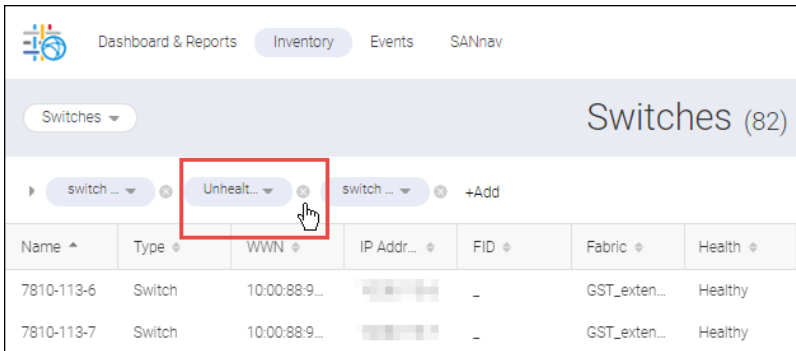 Dashboard & Reports Inventory Events SANnav
Switches Switches (82)
switch ... Unhealt... switch ... +Add
Name Type WWN IP Addr... FID Fabric Health
7810-113-6 Switch 10:00:88:9... _ GST_exten... Healthy
7810-113-7 Switch 10:00:88:9... _ GST_exten... Healthy